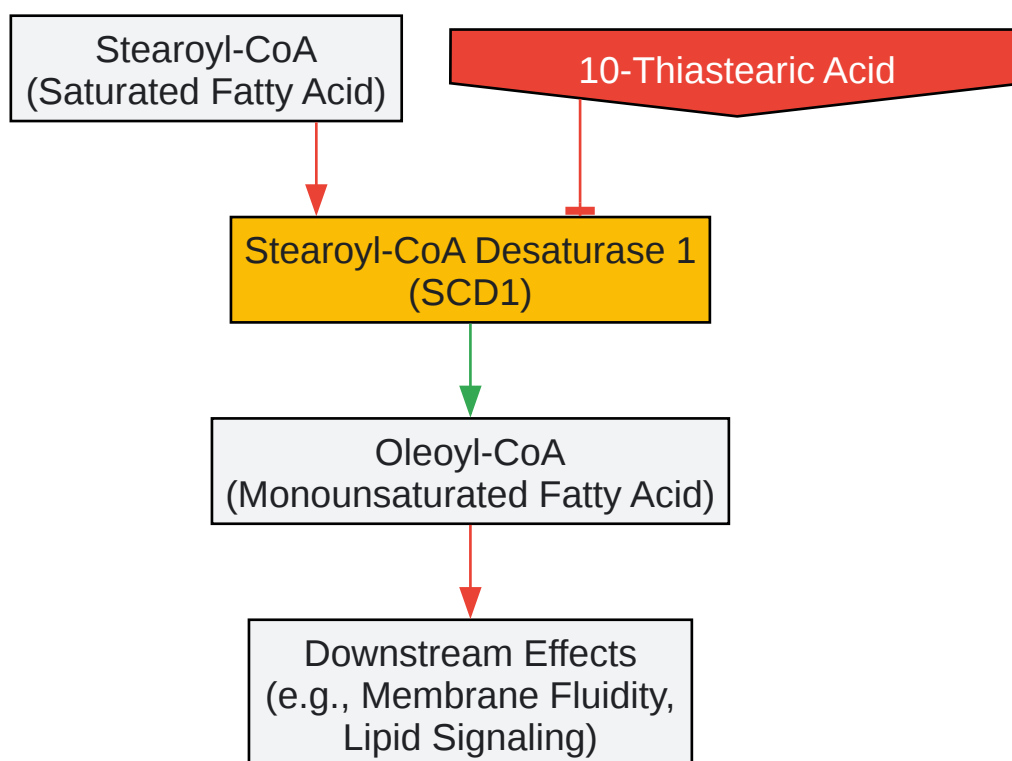 Stearoyl-CoA
(Saturated Fatty Acid)
10-Thiastearic Acid
Stearoyl-CoA Desaturase 1
(SCD1)
Oleoyl-CoA
(Monounsaturated Fatty Acid)
Downstream Effects
(e.g., Membrane Fluidity,
Lipid Signaling)